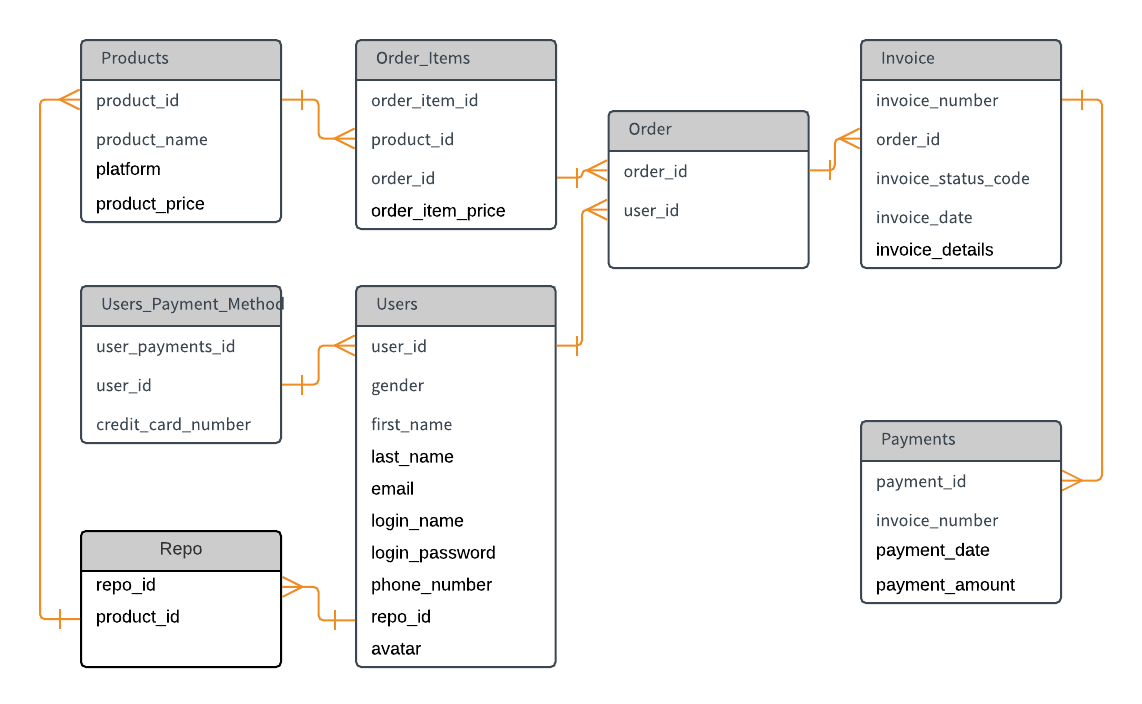 Products
product_id
product_name
platform
product_price
Order_Items
order_item_id
product_id
order_id
order_item_price
Order
order_id
user_id
Invoice
invoice_number
order_id
invoice_status_code
invoice_date
invoice_details
Users_Payment_Method
user_payments_id
user_id
credit_card_number
Users
user_id
gender
first_name
last_name
email
login_name
login_password
phone_number
repo_id
avatar
Payments
payment_id
invoice_number
payment_date
payment_amount
Repo
repo_id
product_id